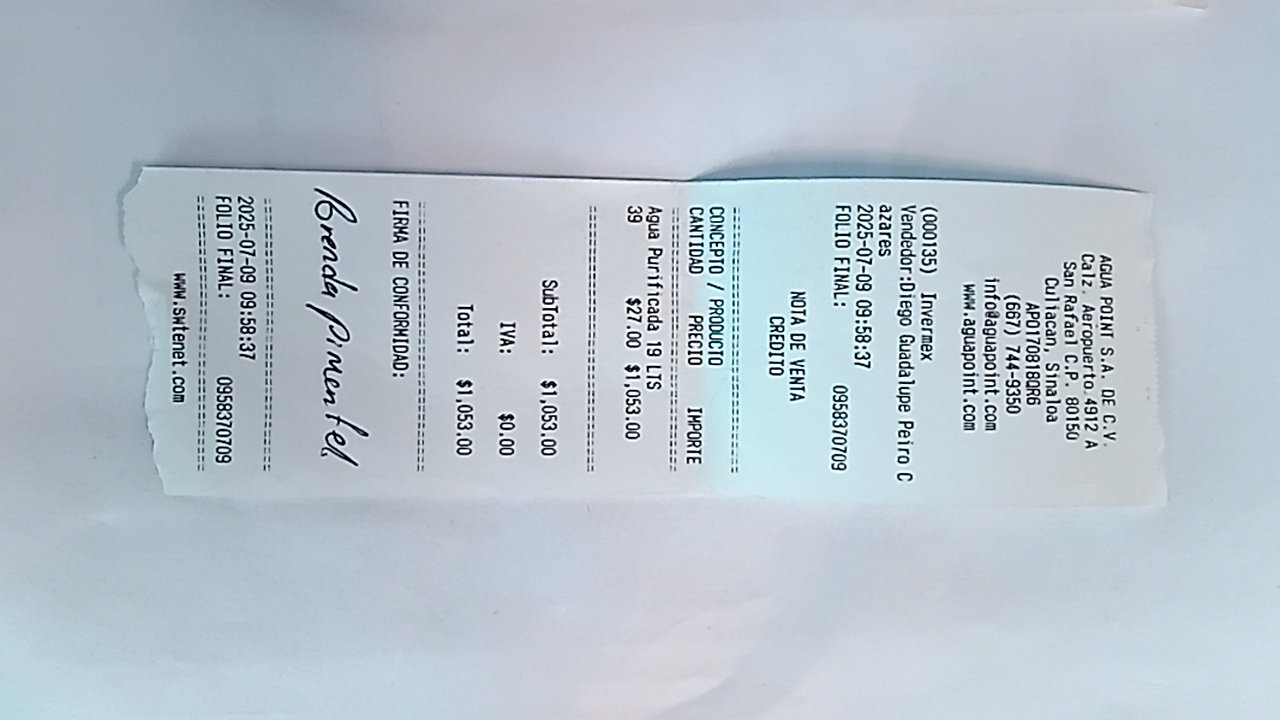 AGUA POINT S.A. DE C.V.
Calz. Aeropuerto 4912 A
San Rafael C.P. 80150
Culiacan, Sinaloa
APO170818QR6
(667) 744-9350
info@aguapoint.com
www.aguapoint.com
(000135) Invermex
Vendedor:Diego Guadalupe Peiro C
azares
2025-07-09 09:58:37
FOLIO FINAL: 0958370709
NOTA DE VENTA
CREDITO
================================
CONCEPTO / PRODUCTO
CANTIDAD PRECIO IMPORTE
================================
Agua Purificada 19 LTS
39 $27.00 $1,053.00
================================
SubTotal: $1,053.00
IVA: $0.00
Total: $1,053.00
================================
FIRMA DE CONFORMIDAD:
Brenda Pimentel
================================
2025-07-09 09:58:37
FOLIO FINAL: 0958370709
================================
www.swtenet.com